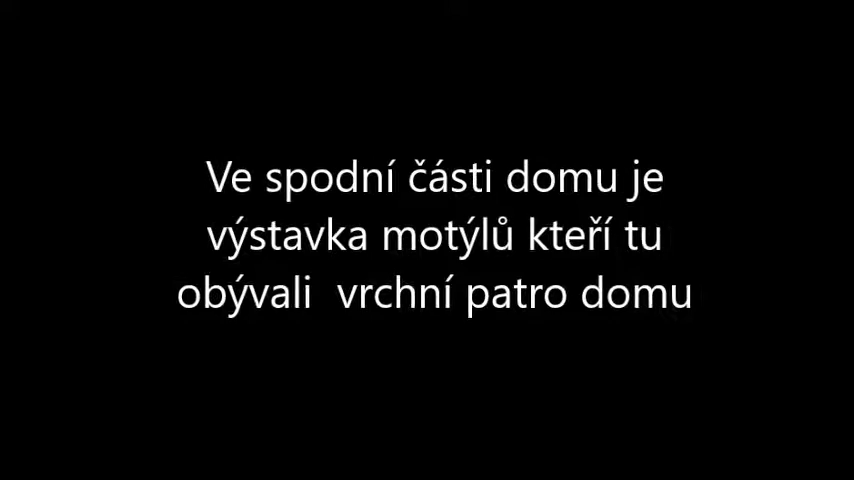 Ve spodní části domu je
výstavka motýlů kteří tu
obývali  vrchní patro domu